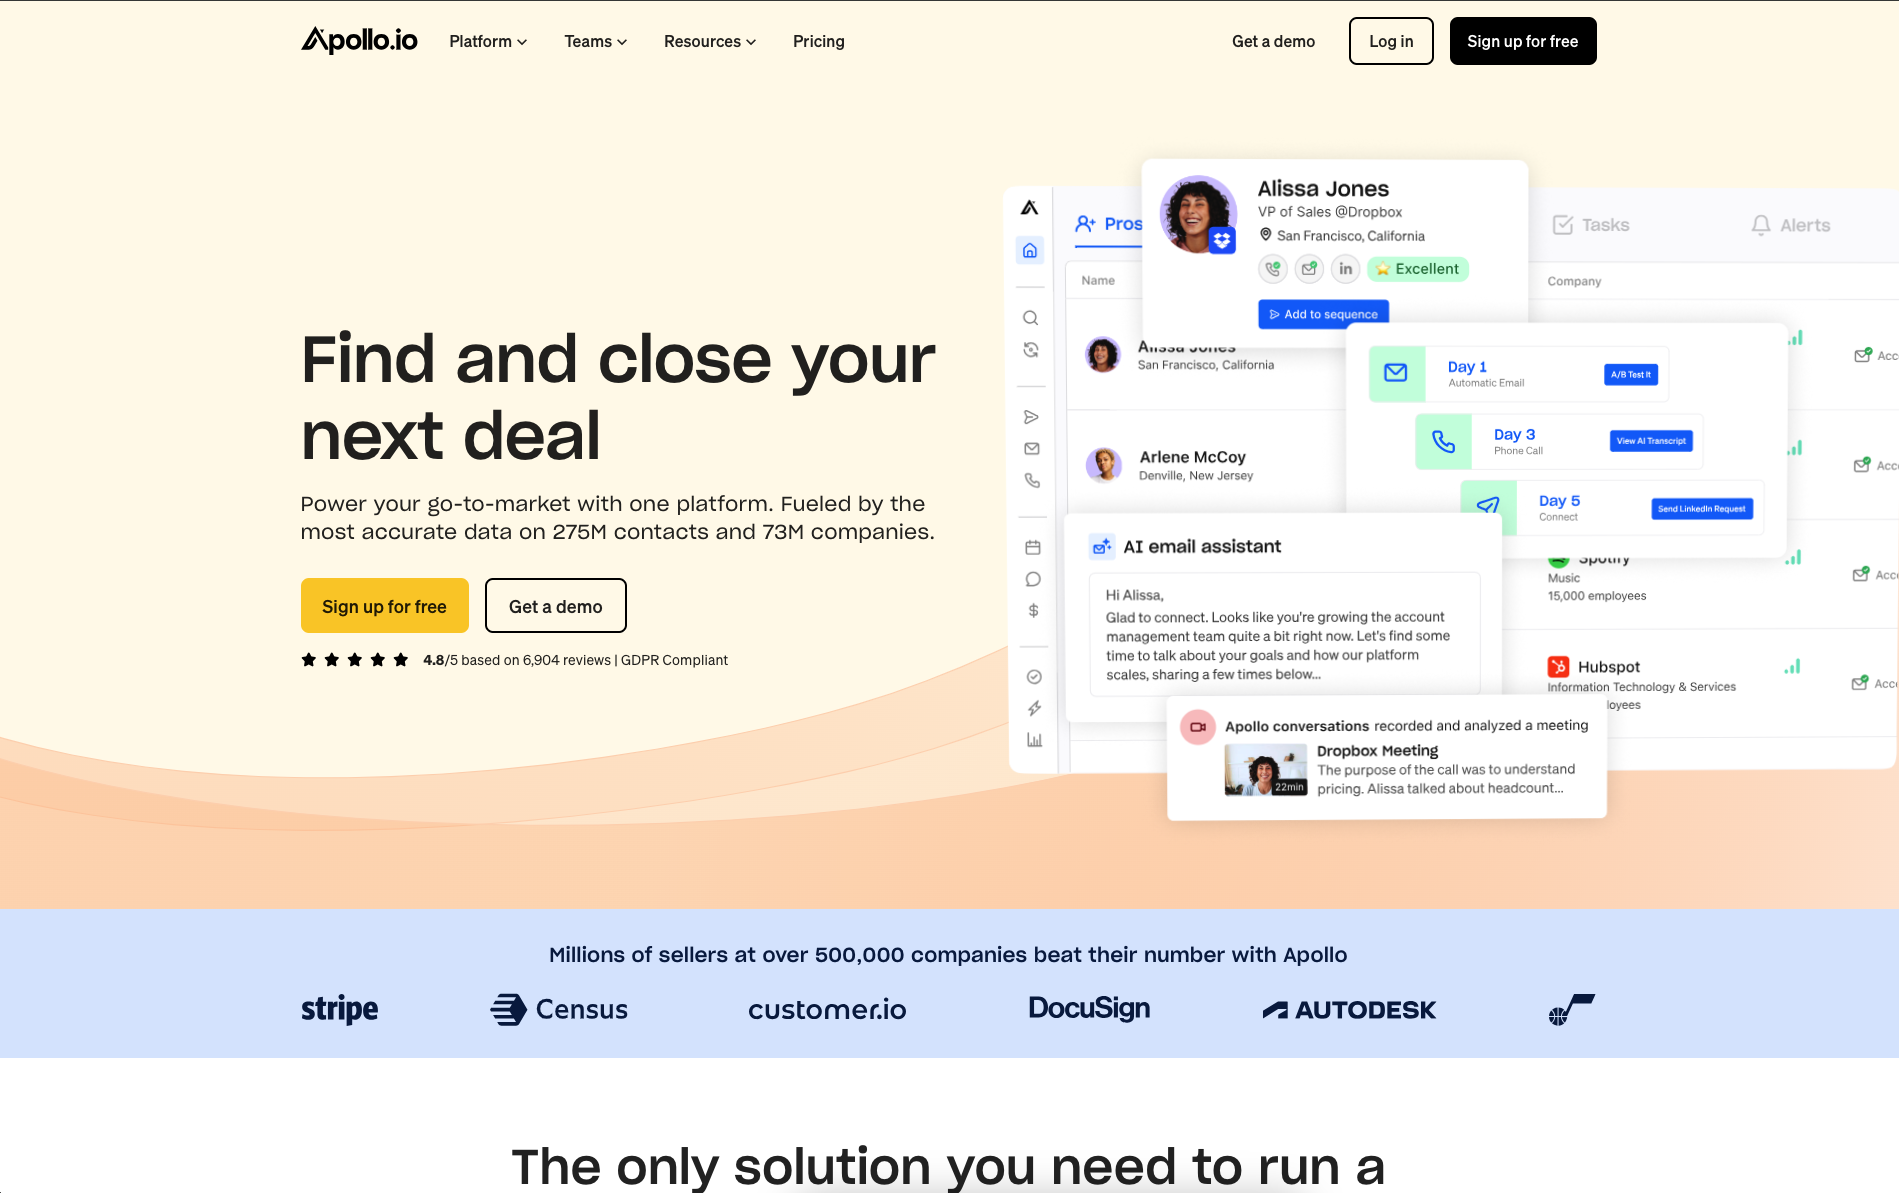 Apollo.io
Platform
Teams
Resources
Pricing
Get a demo
Log in
Sign up for free
Find and close your
next deal
Power your go-to-market with one platform. Fueled by the
most accurate data on 275M contacts and 73M companies.
Sign up for free
Get a demo
4.8/5 based on 6,904 reviews | GDPR Compliant
Pros
Tasks
Alerts
Name
Company
Alissa Jones
VP of Sales @Dropbox
San Francisco, California
in
Excellent
Add to sequence
Alissa Jones
San Francisco, California
Acc
Day 1
Automatic Email
A/B Test It
Day 3
Phone Call
View AI Transcript
Day 5
Connect
Send LinkedIn Request
Arlene McCoy
Denville, New Jersey
Acc
AI email assistant
Hi Alissa,
Glad to connect. Looks like you're growing the account
management team quite a bit right now. Let's find some
time to talk about your goals and how our platform
scales, sharing a few times below...
Spotify
Music
15,000 employees
Acc
Hubspot
Information Technology & Services
loyees
Acc
Apollo conversations recorded and analyzed a meeting
Dropbox Meeting
The purpose of the call was to understand
pricing. Alissa talked about headcount...
22min
Millions of sellers at over 500,000 companies beat their number with Apollo
stripe
Census
customer.io
DocuSign
AUTODESK
The only solution you need to run a